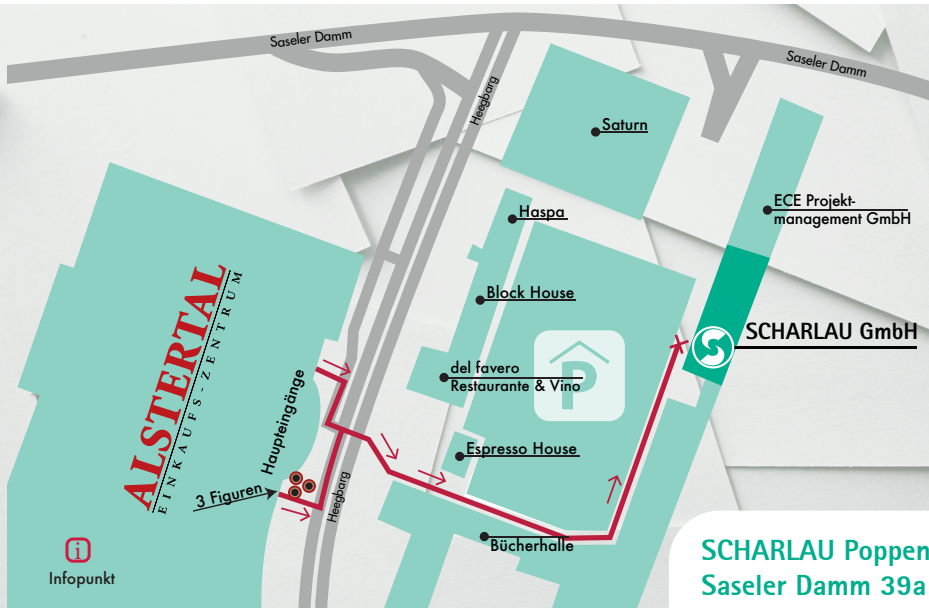 Saseler Damm
Saseler Damm
Heegbarg
Saturn
ECE Projekt-
management GmbH
Haspa
Block House
SCHARLAU GmbH
ALSTERTAL
EINKAUFS-ZENTRUM
P
del favero
Restaurante & Vino
Haupteingänge
Espresso House
3 Figuren
Heegbarg
Bücherhalle
i
Infopunkt
SCHARLAU Poppen
Saseler Damm 39a